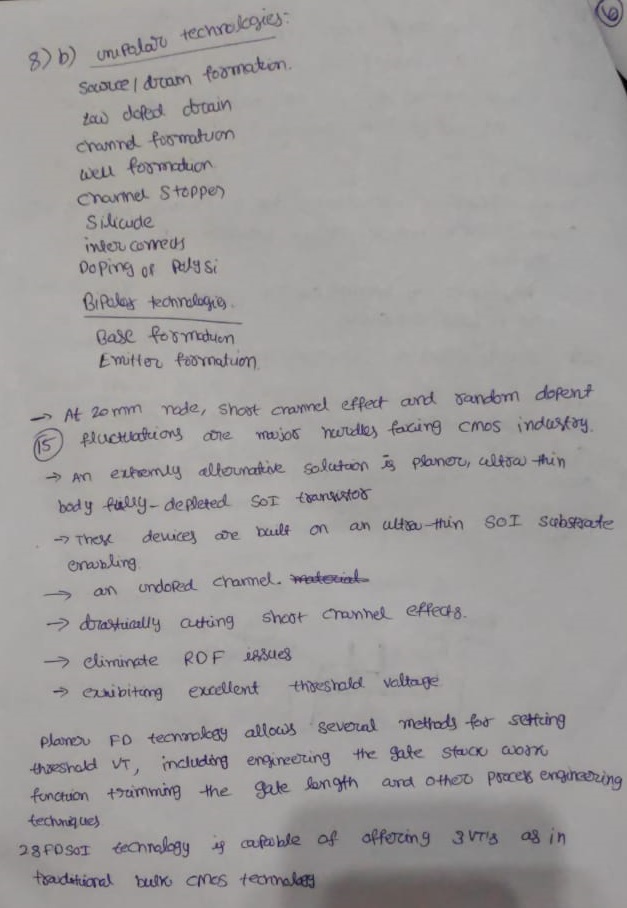 6
8) b) unipolar technologies:-
Source / drain formation.
Low doped drain
channel formation
well formation
channel stopper
Silicide
inter connects
Doping of Poly si
Bipolar technologies.
Base formation
Emitter formation.
→ At 20 mm node, short channel effect and random dopent
15 fluctuations are major hurdles facing cmos industry.
→ An extremly alternative solution is planer, ultra-thin
body fully-depleted SOI transistor
→ These devices are built on an ultra-thin SOI substrate
enabling.
→ an undoped channel. material
→ drastically cutting short channel effects.
→ eliminate RDF issues
→ exhibiting excellent threshold voltage
planer FD technology allows several methods for setting
threshold VT, including engineering the gate stack work
function trimming the gate length and other process engineering
techniques
28FDSOI technology is capable of offering 3 VT's as in
traditional bulk cmos technology